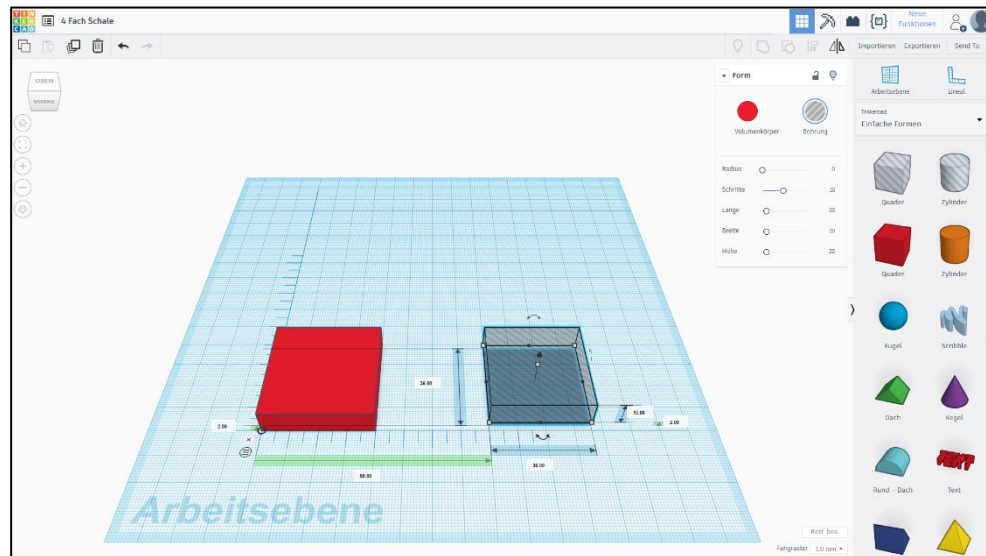 TIN
KER
CAD
4 Fach Schale
Neue
Funktionen
Importieren
Exportieren
Send To
OBEN
VORNE
Form
Volumenkörper
Bohrung
Radius
0
Schritte
10
Länge
20
Breite
20
Höhe
20
Arbeitsebene
Lineal
Tinkercad
Einfache Formen
Quader
Zylinder
Quader
Zylinder
Kugel
Scribble
Dach
Kegel
Rund - Dach
Text
TEXT
36.00
2.00
10.00
2.00
36.00
Arbeitsebene
Fangraster
1,0 mm